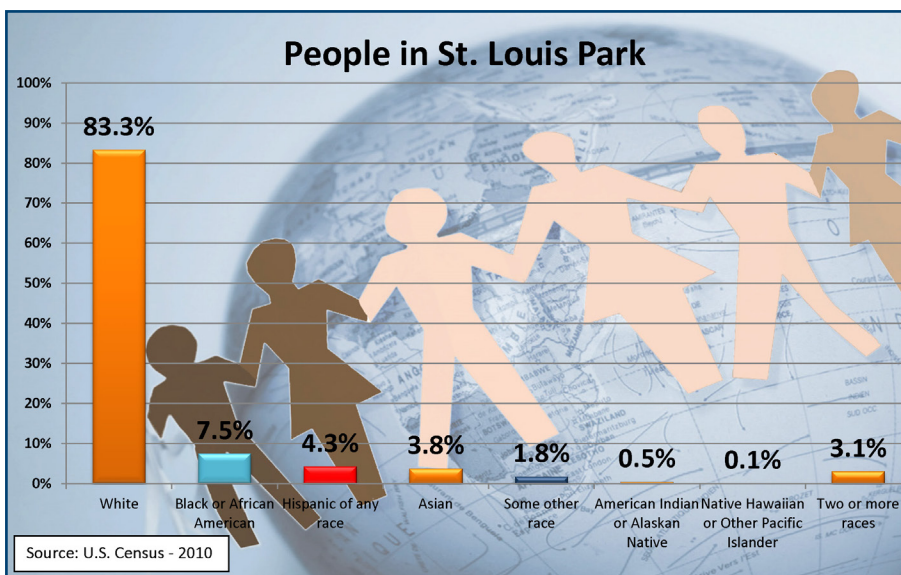 People in St. Louis Park
100%
90%
80%
70%
60%
50%
40%
30%
20%
10%
0%
83.3%
7.5%
4.3%
3.8%
1.8%
0.5%
0.1%
3.1%
White
Black or African
American
Hispanic of any
race
Asian
Some other
race
American Indian
or Alaskan
Native
Native Hawaiian
or Other Pacific
Islander
Two or more
races
Source: U.S. Census - 2010
ETHIOPIA
SWAZILAND